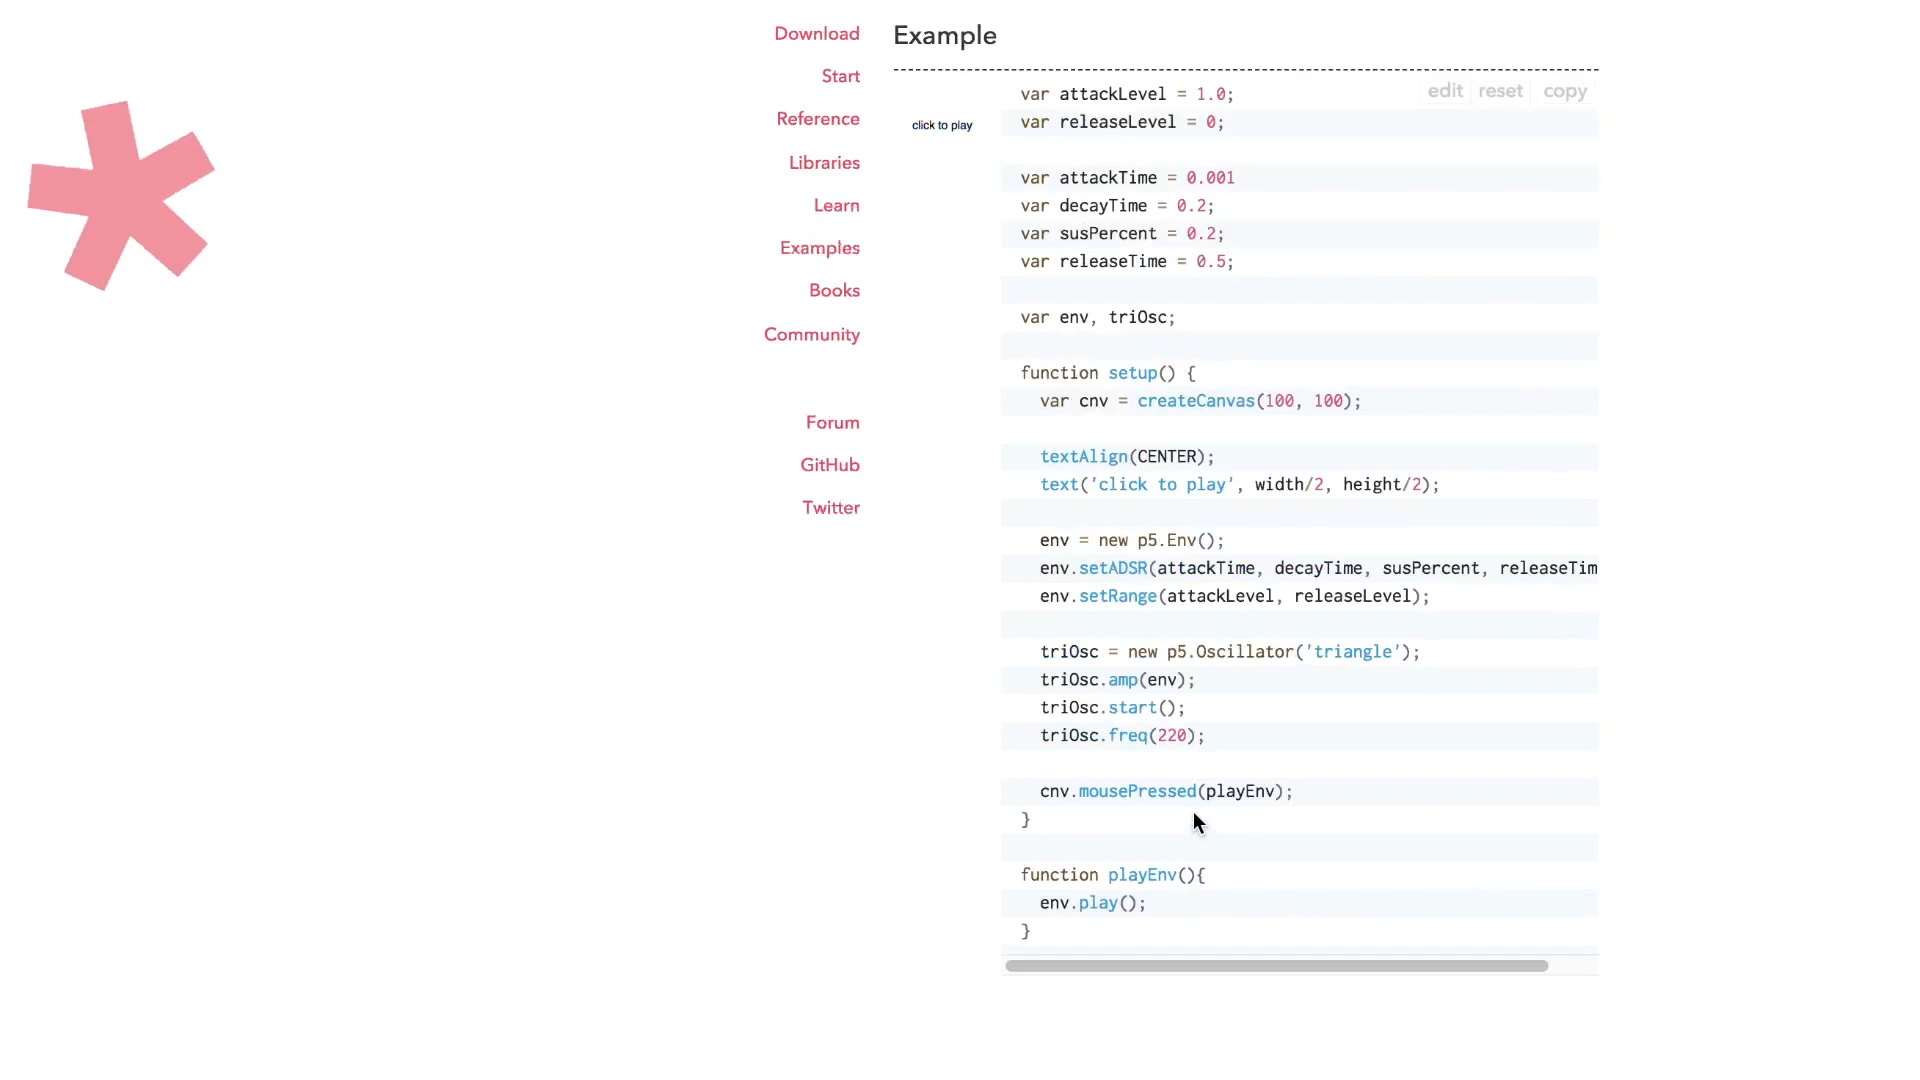 Download
Start
Reference
Libraries
Learn
Examples
Books
Community
Forum
GitHub
Twitter
Example
edit reset copy
click to play
var attackLevel = 1.0;
var releaseLevel = 0;
var attackTime = 0.001
var decayTime = 0.2;
var susPercent = 0.2;
var releaseTime = 0.5;
var env, triOsc;
function setup() {
var cnv = createCanvas(100, 100);
textAlign(CENTER);
text('click to play', width/2, height/2);
env = new p5.Env();
env.setADSR(attackTime, decayTime, susPercent, releaseTim
env.setRange(attackLevel, releaseLevel);
triOsc = new p5.Oscillator('triangle');
triOsc.amp(env);
triOsc.start();
triOsc.freq(220);
cnv.mousePressed(playEnv);
}
function playEnv(){
env.play();
}